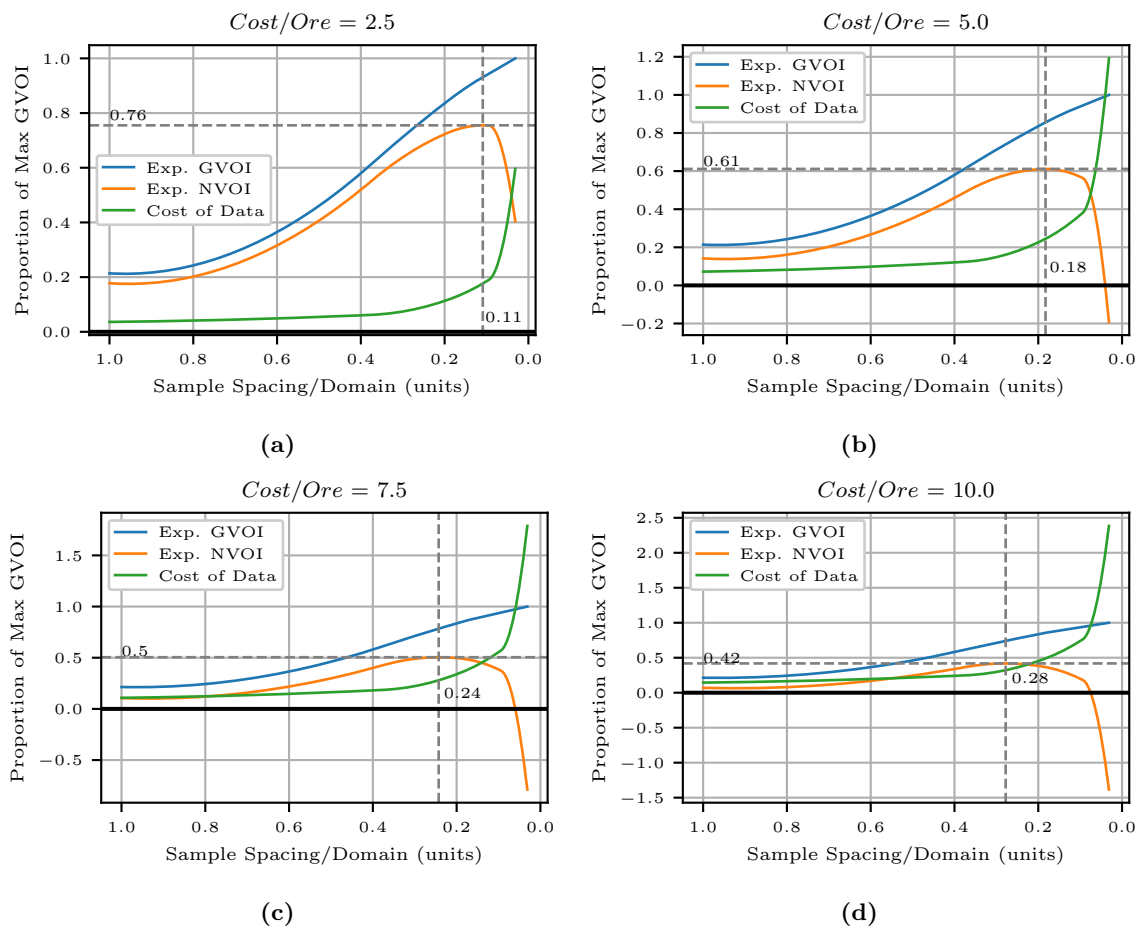 Cost/Ore = 2.5
Proportion of Max GVOI
1.0
0.8
0.6
0.4
0.2
0.0
0.76
Exp. GVOI
Exp. NVOI
Cost of Data
0.11
1.0 0.8 0.6 0.4 0.2 0.0
Sample Spacing/Domain (units)
(a)
Cost/Ore = 5.0
Proportion of Max GVOI
1.2
1.0
0.8
0.6
0.4
0.2
0.0
−0.2
Exp. GVOI
Exp. NVOI
Cost of Data
0.61
0.18
1.0 0.8 0.6 0.4 0.2 0.0
Sample Spacing/Domain (units)
(b)
Cost/Ore = 7.5
Proportion of Max GVOI
1.5
1.0
0.5
0.0
−0.5
Exp. GVOI
Exp. NVOI
Cost of Data
0.5
0.24
1.0 0.8 0.6 0.4 0.2 0.0
Sample Spacing/Domain (units)
(c)
Cost/Ore = 10.0
Proportion of Max GVOI
2.5
2.0
1.5
1.0
0.5
0.0
−0.5
−1.0
−1.5
Exp. GVOI
Exp. NVOI
Cost of Data
0.42
0.28
1.0 0.8 0.6 0.4 0.2 0.0
Sample Spacing/Domain (units)
(d)